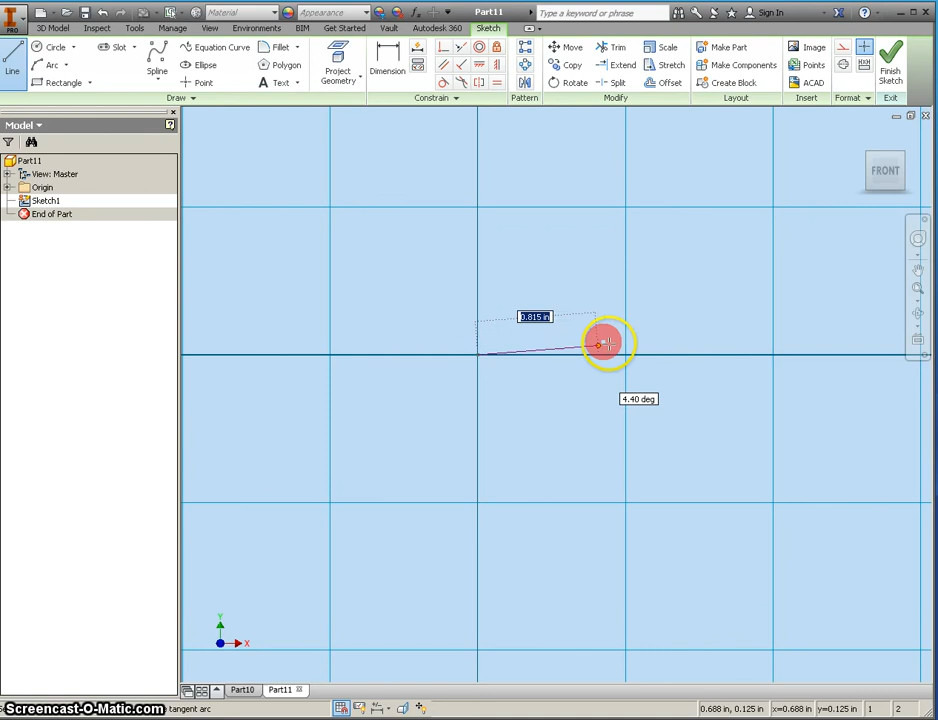 Material
Appearance
Part11
Type a keyword or phrase
Sign In
PRO
3D Model
Inspect
Tools
Manage
View
Environments
BIM
Get Started
Vault
Autodesk 360
Sketch
Line
Circle
Arc
Rectangle
Slot
Spline
Equation Curve
Ellipse
Point
Fillet
Polygon
Text
Project
Geometry
Dimension
Move
Copy
Rotate
Trim
Extend
Split
Scale
Stretch
Offset
Make Part
Make Components
Create Block
Image
Points
ACAD
Finish
Sketch
Draw
Constrain
Pattern
Modify
Layout
Insert
Format
Exit
Model
Part11
View: Master
Origin
Sketch1
End of Part
FRONT
0.815 in
4.40 deg
Y
X
Part10
Part11
Screencast-O-Matic.com
tangent arc
0.688 in, 0.125 in
x=0.688 in
y=0.125 in
1
2